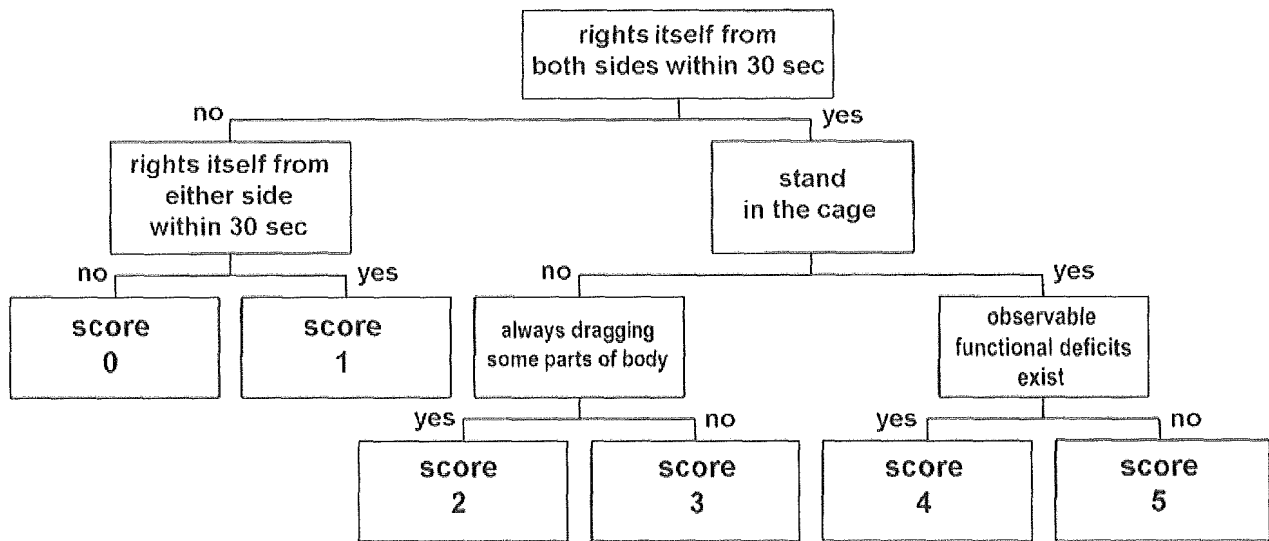 rights itself from
both sides within 30 sec
no
yes
rights itself from
either side
within 30 sec
stand
in the cage
no
yes
no
yes
score
0
score
1
always dragging
some parts of body
observable
functional deficits
exist
yes
no
yes
no
score
2
score
3
score
4
score
5